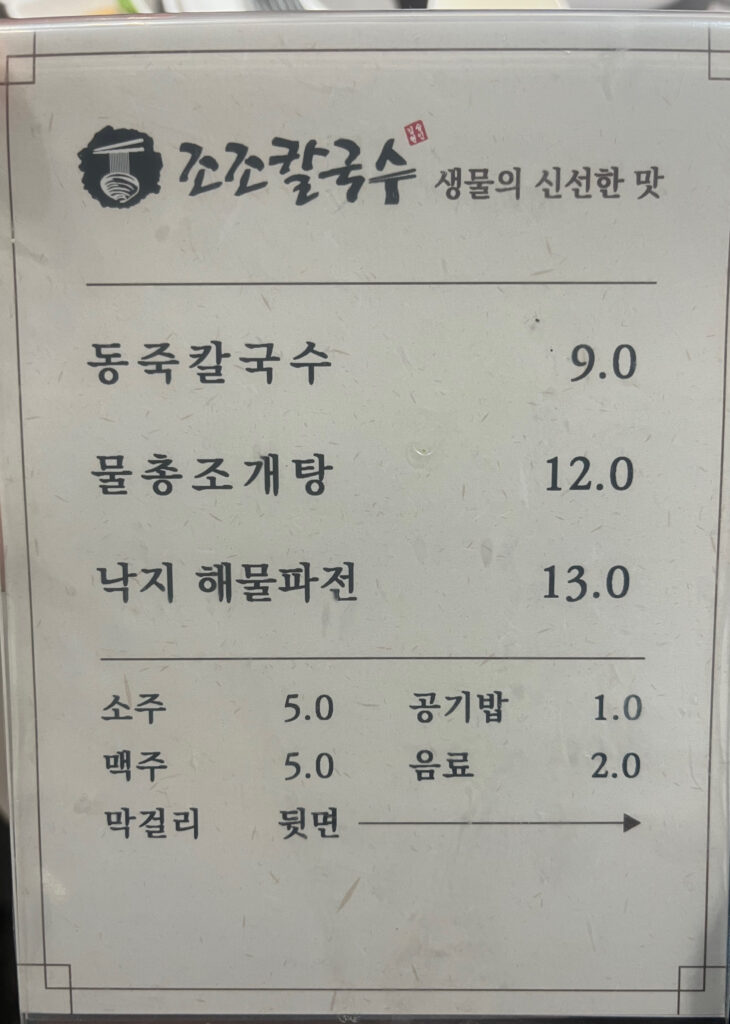 조조칼국수 생물의 신선한 맛
동죽칼국수 9.0
물총조개탕 12.0
낙지 해물파전 13.0
소주 5.0 공기밥 1.0
맥주 5.0 음료 2.0
막걸리 뒷면